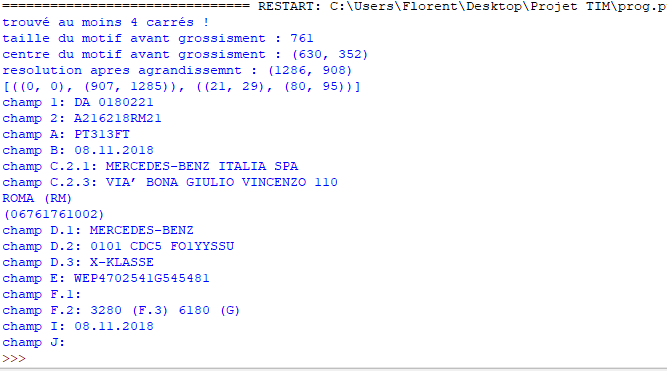 =============================== RESTART: C:\Users\Florent\Desktop\Projet TIM\prog.p
trouvé au moins 4 carrés !
taille du motif avant grossisment : 761
centre du motif avant grossisment : (630, 352)
resolution apres agrandissemnt : (1286, 908)
[((0, 0), (907, 1285)), ((21, 29), (80, 95))]
champ 1: DA 0180221
champ 2: A216218RM21
champ A: PT313FT
champ B: 08.11.2018
champ C.2.1: MERCEDES-BENZ ITALIA SPA
champ C.2.3: VIA’ BONA GIULIO VINCENZO 110
ROMA (RM)
(06761761002)
champ D.1: MERCEDES-BENZ
champ D.2: 0101 CDC5 FO1YYSSU
champ D.3: X-KLASSE
champ E: WEP4702541G545481
champ F.1:
champ F.2: 3280 (F.3) 6180 (G)
champ I: 08.11.2018
champ J:
>>>